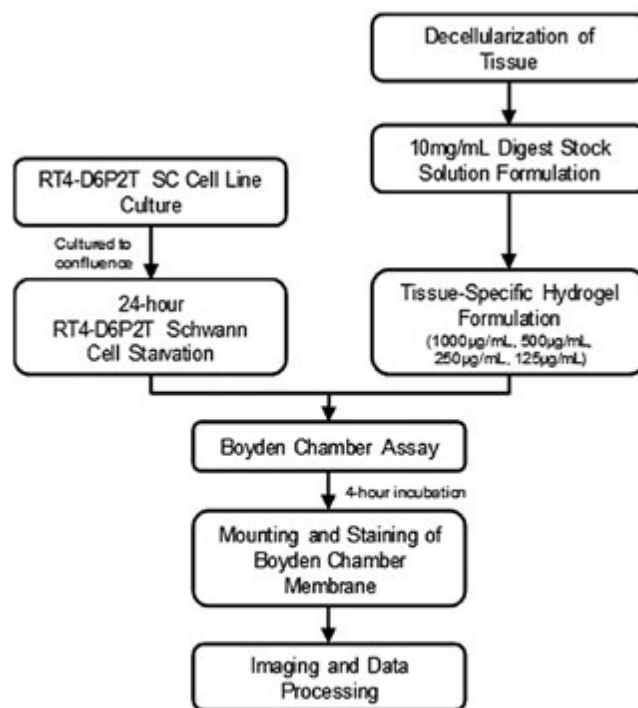 Decellularization of
Tissue
10mg/mL Digest Stock
Solution Formulation
RT4-D6P2T SC Cell Line
Culture
Cultured to
confluence
24-hour
RT4-D6P2T Schwann
Cell Starvation
Tissue-Specific Hydrogel
Formulation
(1000µg/mL, 500µg/mL,
250µg/mL, 125µg/mL)
Boyden Chamber Assay
4-hour incubation
Mounting and Staining of
Boyden Chamber
Membrane
Imaging and Data
Processing